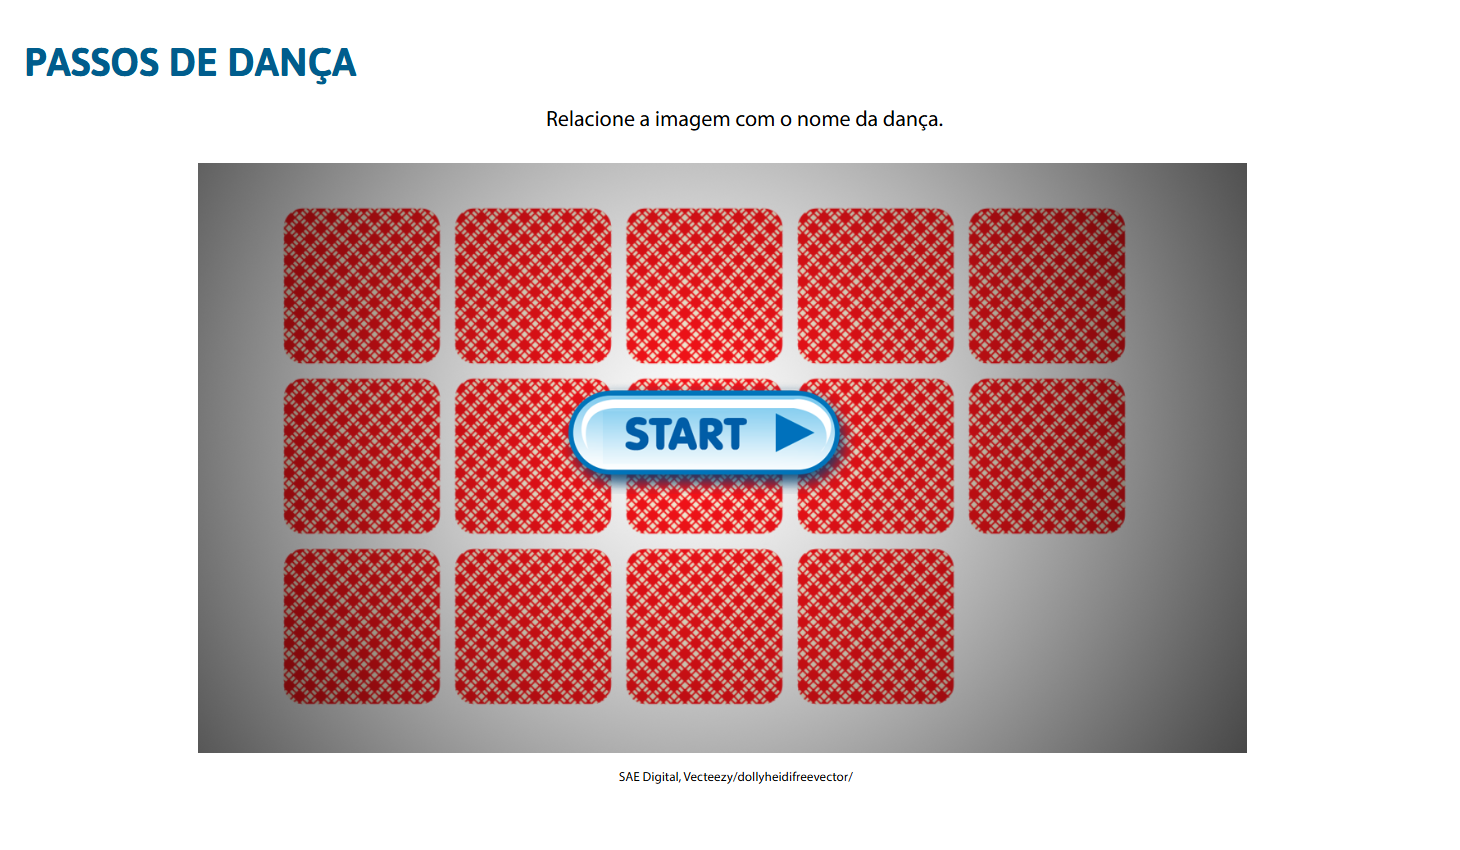 PASSOS DE DANÇA
Relacione a imagem com o nome da dança.
START
SAE Digital, Vecteezy/dollyheidifreevector/